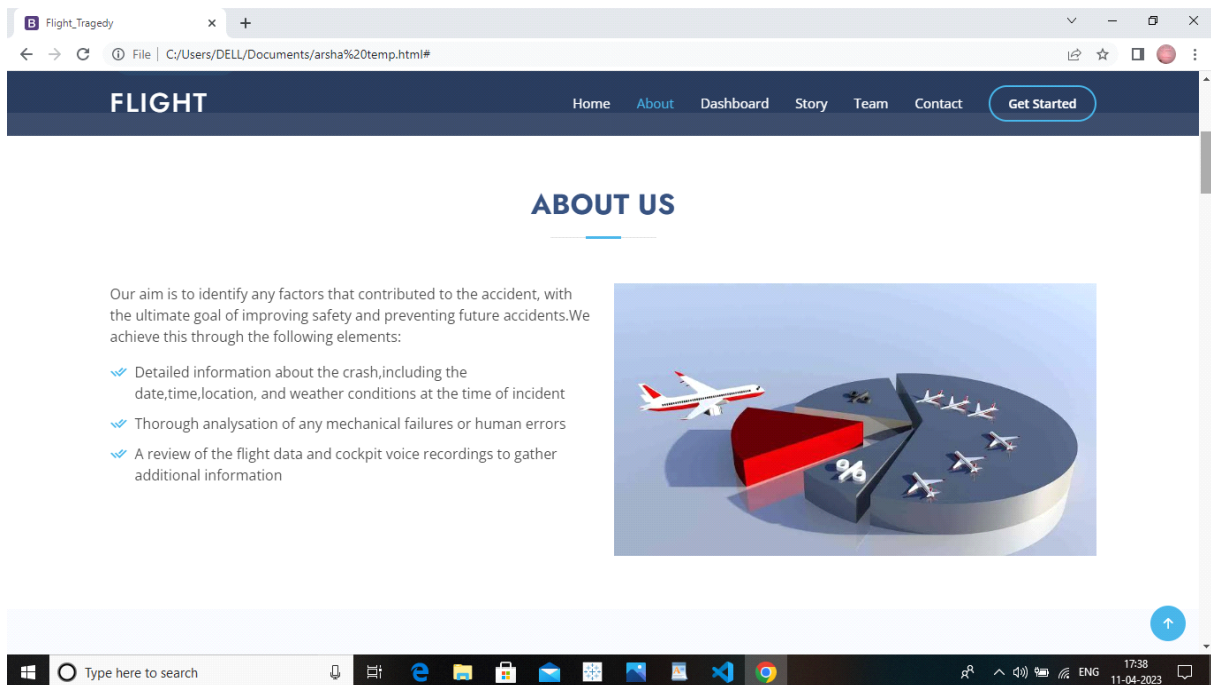 B Flight_Tragedy
File | C:/Users/DELL/Documents/arsha%20temp.html#
FLIGHT
Home About Dashboard Story Team Contact Get Started
ABOUT US
Our aim is to identify any factors that contributed to the accident, with
the ultimate goal of improving safety and preventing future accidents.We
achieve this through the following elements:
Detailed information about the crash,including the
date,time,location, and weather conditions at the time of incident
Thorough analysation of any mechanical failures or human errors
A review of the flight data and cockpit voice recordings to gather
additional information
%
Type here to search
ENG
17:38
11-04-2023